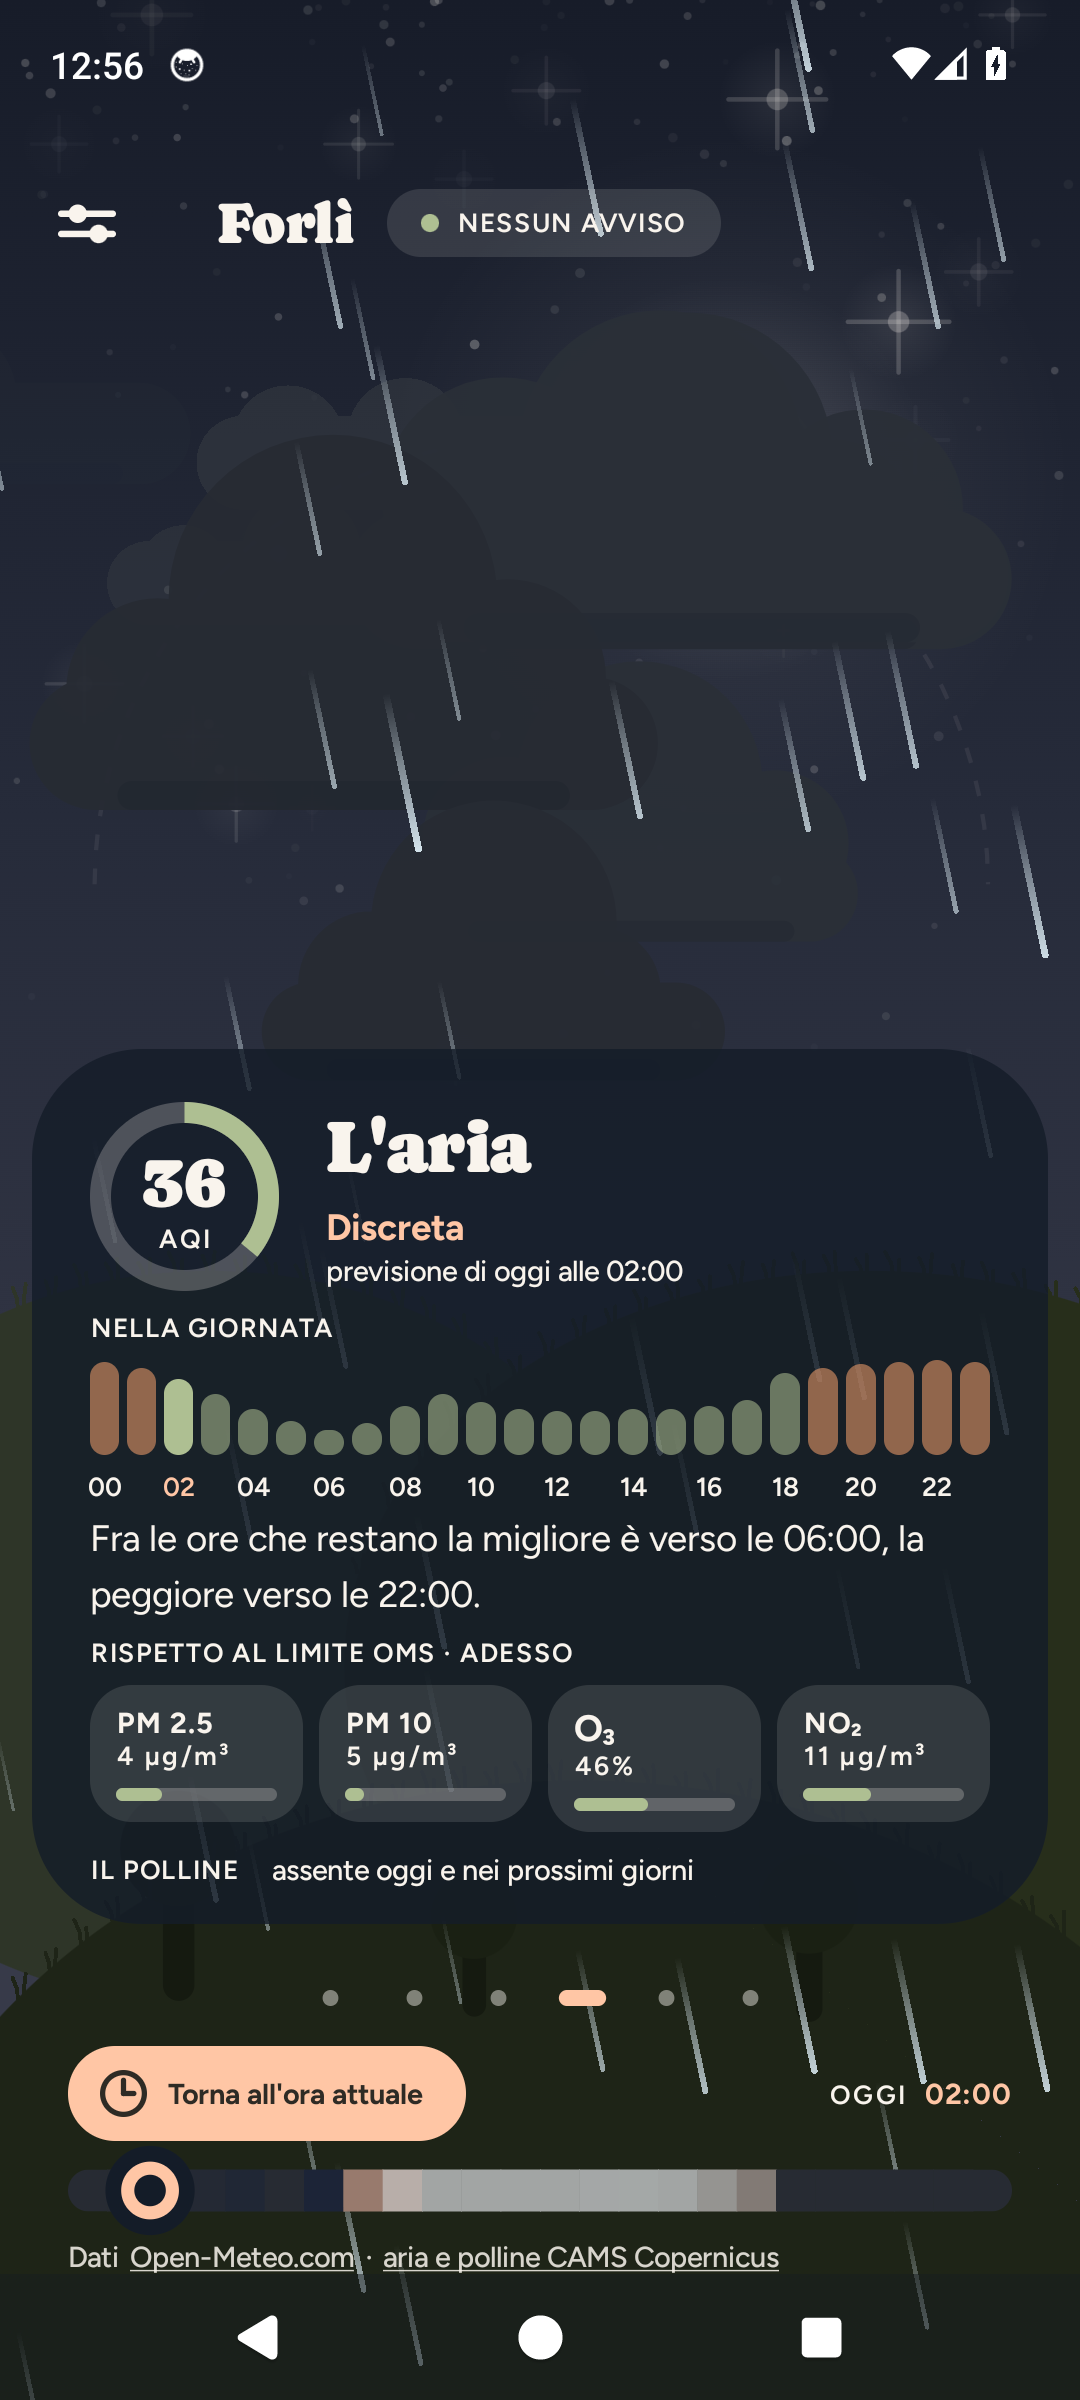 12:56
Forlì
NESSUN AVVISO
36
AQI
L'aria
Discreta
previsione di oggi alle 02:00
NELLA GIORNATA
00 02 04 06 08 10 12 14 16 18 20 22
Fra le ore che restano la migliore è verso le 06:00, la
peggiore verso le 22:00.
RISPETTO AL LIMITE OMS · ADESSO
PM 2.5
4 µg/m³
PM 10
5 µg/m³
O₃
46%
NO₂
11 µg/m³
IL POLLINE assente oggi e nei prossimi giorni
Torna all'ora attuale
OGGI 02:00
Dati Open-Meteo.com · aria e polline CAMS Copernicus